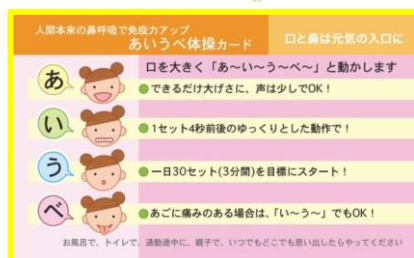 人間本来の鼻呼吸で免疫力アップ
あいうべ体操カード
口と鼻は元気の入口に
口を大きく「あ～い～う～べ～」と動かします
あ
●できるだけ大げさに、声は少しでOK！
い
●1セット4秒前後のゆっくりとした動作で！
う
●一日30セット(3分間)を目標にスタート！
べ
●あごに痛みのある場合は、「い～う～」でもOK！
お風呂で、トイレで、通勤途中に、親子で、いつでもどこでも思い出したらやってください